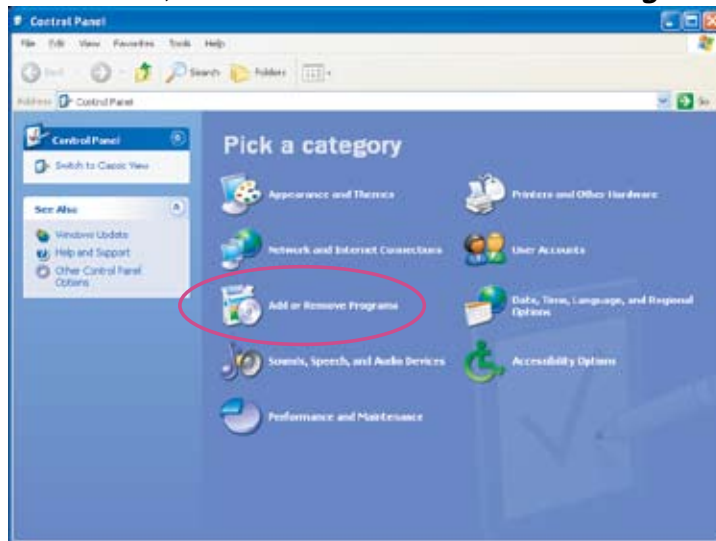 Control Panel
File Edit View Favorites Tools Help
Back Search Folders
Address Control Panel Go
Control Panel
Switch to Classic View
See Also
Windows Update
Help and Support
Other Control Panel
Options
Pick a category
Appearance and Themes
Printers and Other Hardware
Network and Internet Connections
User Accounts
Add or Remove Programs
Date, Time, Language, and Regional
Options
Sounds, Speech, and Audio Devices
Accessibility Options
Performance and Maintenance